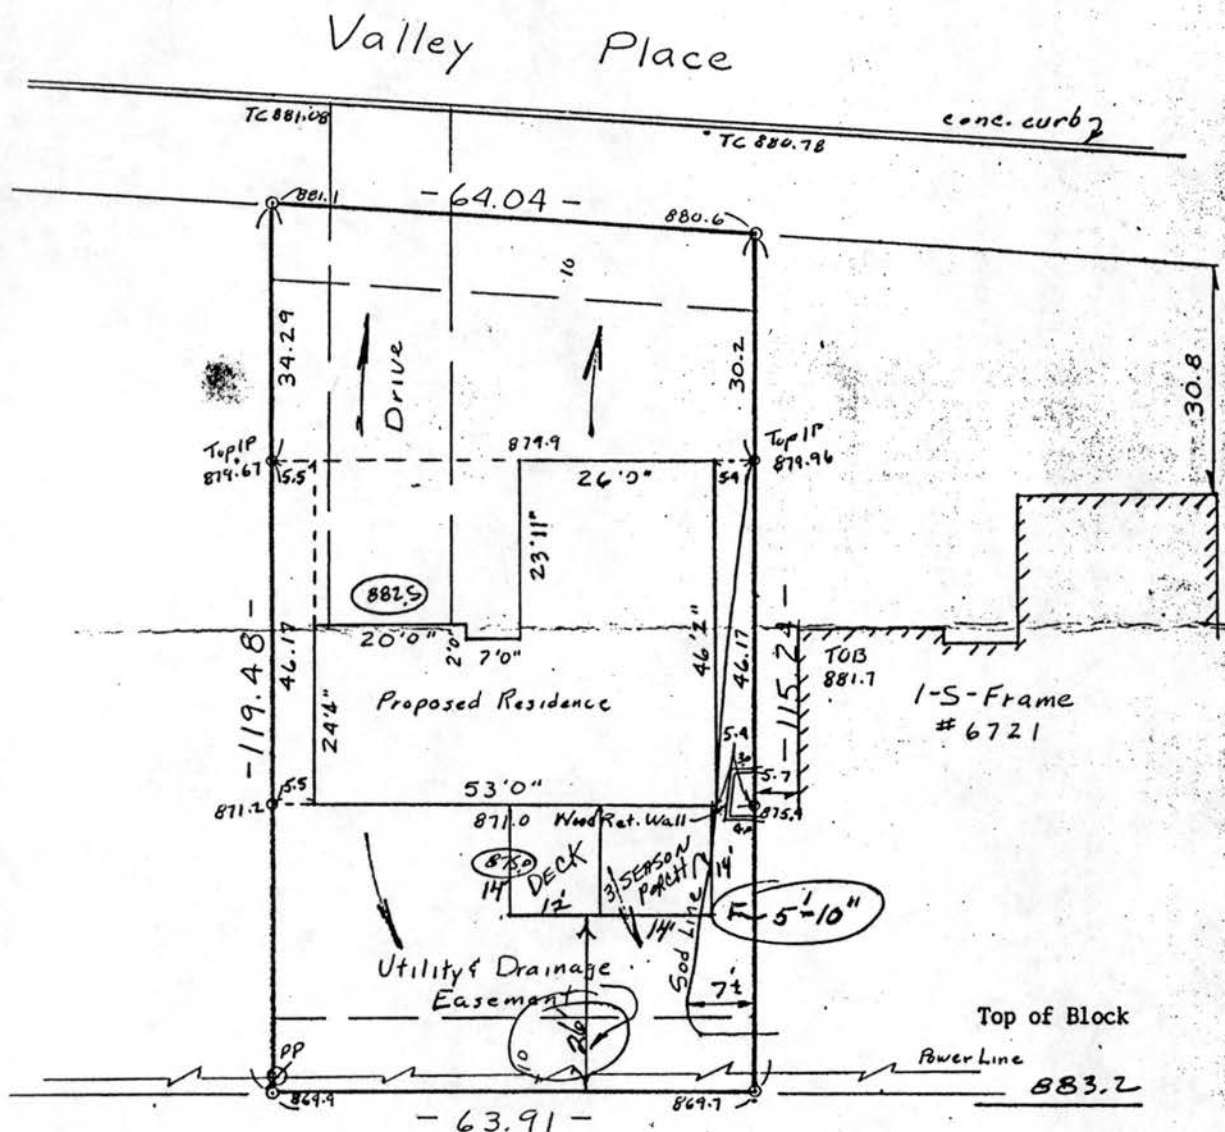 Valley Place
TC 881.08
conc. curb
TC 880.78
881.1
- 64.04 -
880.6
10
34.29
30.2
30.8
Drive
Top IP
879.67
5.5
879.9
26'0"
Top IP
879.96
23'11"
882.5
20'0"
2'0"
7'0"
46'2"
46.17
46.17
- 119.48 -
- 115.24 -
TOB
881.7
1-S-Frame
# 6721
Proposed Residence
24'4"
5.4
5.7
5.5
53'0"
871.2
871.0
Wood Ret. Wall
875.4
875.0
DECK
3 SEASON
PORCH
14'
14'
12'
14'
5'-10"
Sod Line
Utility & Drainage
Easement
7½'
10
Top of Block
883.2
PP
Power Line
869.9
869.7
- 63.91 -